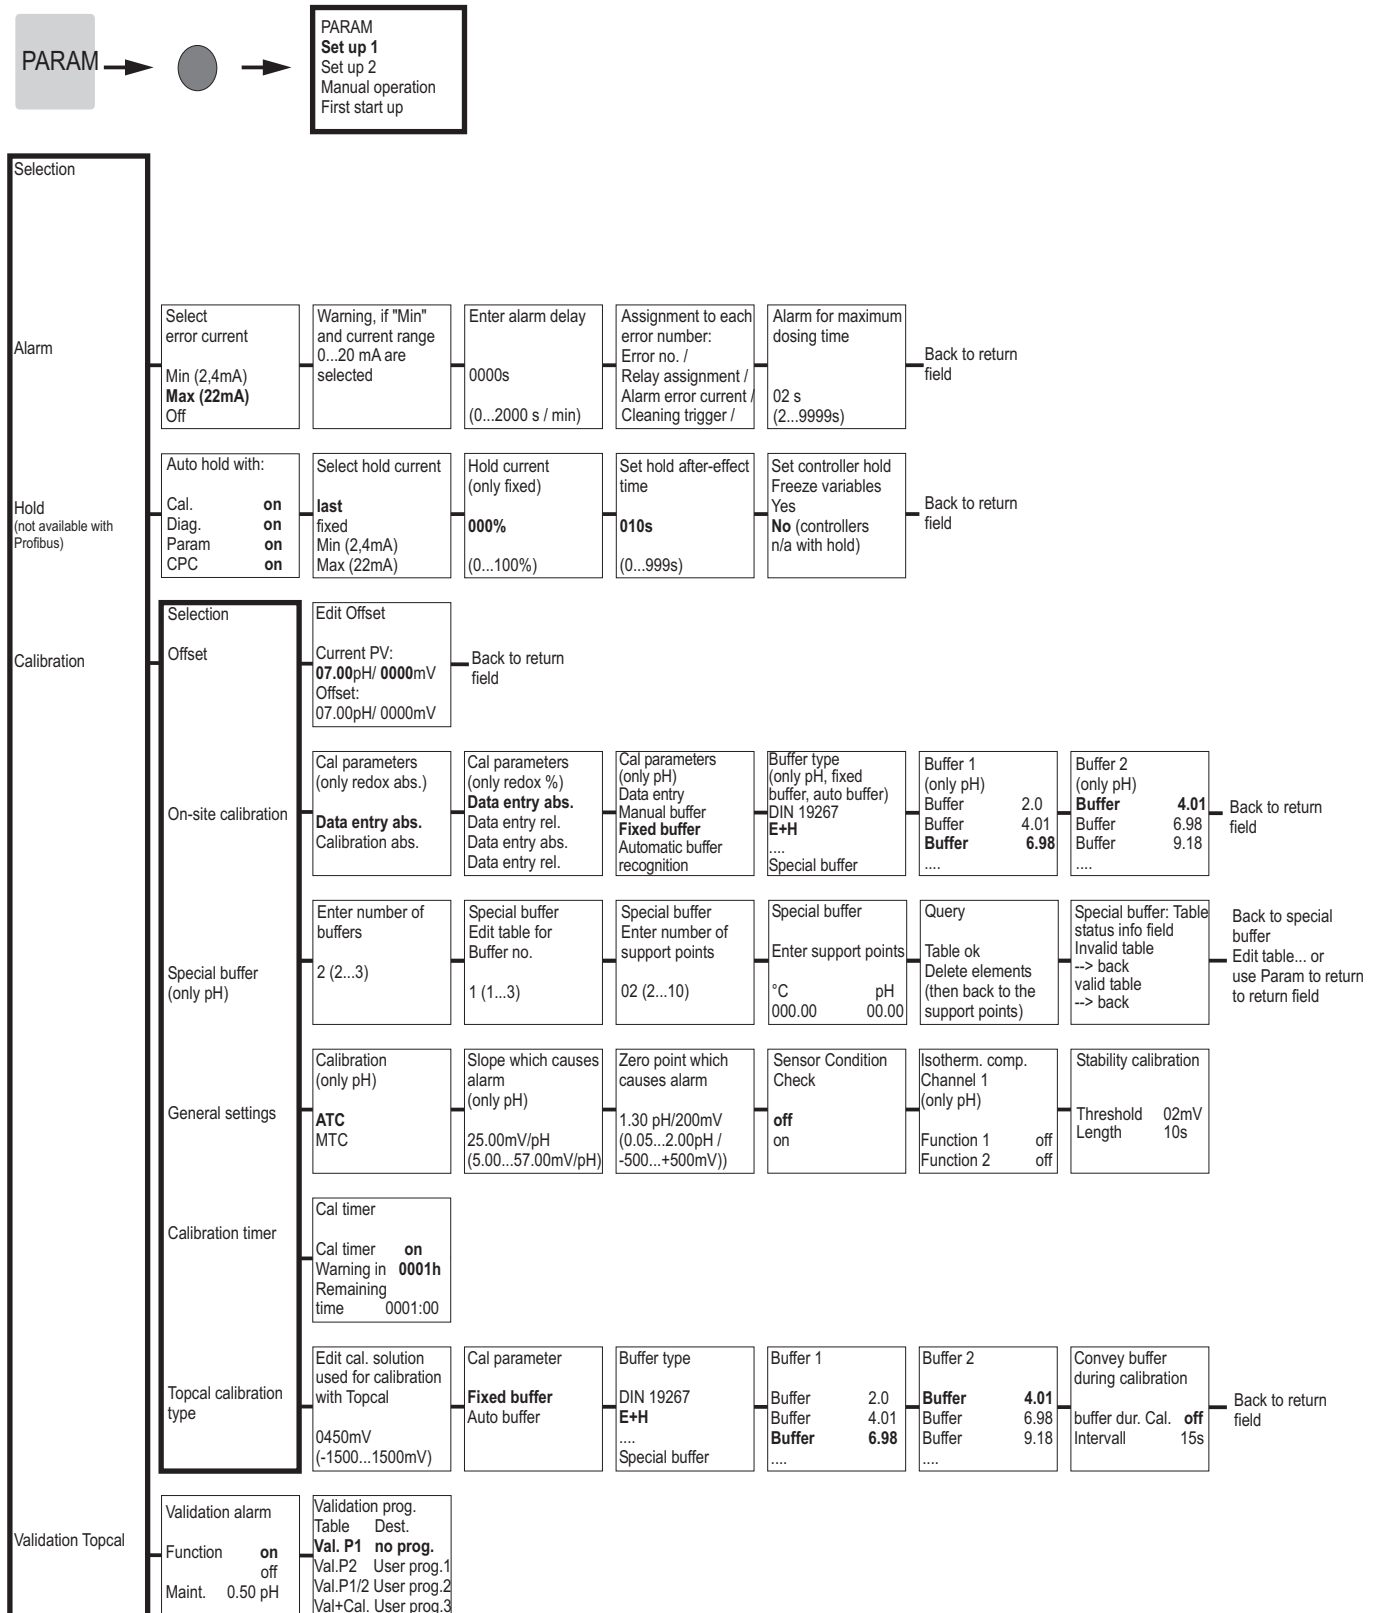 PARAM
PARAM
Set up 1
Set up 2
Manual operation
First start up
Selection
Alarm
Select
error current
Min (2,4mA)
Max (22mA)
Off
Warning, if "Min"
and current range
0...20 mA are
selected
Enter alarm delay
0000s
(0...2000 s / min)
Assignment to each
error number:
Error no. /
Relay assignment /
Alarm error current /
Cleaning trigger /
Alarm for maximum
dosing time
02 s
(2...9999s)
Back to return
field
Hold
(not available with
Profibus)
Auto hold with:
Cal. on
Diag. on
Param on
CPC on
Select hold current
last
fixed
Min (2,4mA)
Max (22mA)
Hold current
(only fixed)
000%
(0...100%)
Set hold after-effect
time
010s
(0...999s)
Set controller hold
Freeze variables
Yes
No (controllers
n/a with hold)
Back to return
field
Calibration
Selection
Offset
Edit Offset
Current PV:
07.00pH/ 0000mV
Offset:
07.00pH/ 0000mV
Back to return
field
On-site calibration
Cal parameters
(only redox abs.)
Data entry abs.
Calibration abs.
Cal parameters
(only redox %)
Data entry abs.
Data entry rel.
Data entry abs.
Data entry rel.
Cal parameters
(only pH)
Data entry
Manual buffer
Fixed buffer
Automatic buffer
recognition
Buffer type
(only pH, fixed
buffer, auto buffer)
DIN 19267
E+H
....
Special buffer
Buffer 1
(only pH)
Buffer 2.0
Buffer 4.01
Buffer 6.98
....
Buffer 2
(only pH)
Buffer 4.01
Buffer 6.98
Buffer 9.18
....
Back to return
field
Special buffer
(only pH)
Enter number of
buffers
2 (2...3)
Special buffer
Edit table for
Buffer no.
1 (1...3)
Special buffer
Enter number of
support points
02 (2...10)
Special buffer
Enter support points
°C pH
000.00 00.00
Query
Table ok
Delete elements
(then back to the
support points)
Special buffer: Table
status info field
Invalid table
--> back
valid table
--> back
Back to special
buffer
Edit table... or
use Param to return
to return field
General settings
Calibration
(only pH)
ATC
MTC
Slope which causes
alarm
(only pH)
25.00mV/pH
(5.00...57.00mV/pH)
Zero point which
causes alarm
1.30 pH/200mV
(0.05...2.00pH /
-500...+500mV))
Sensor Condition
Check
off
on
Isotherm. comp.
Channel 1
(only pH)
Function 1 off
Function 2 off
Stability calibration
Threshold 02mV
Length 10s
Calibration timer
Cal timer
Cal timer on
Warning in 0001h
Remaining
time 0001:00
Topcal calibration
type
Edit cal. solution
used for calibration
with Topcal
0450mV
(-1500...1500mV)
Cal parameter
Fixed buffer
Auto buffer
Buffer type
DIN 19267
E+H
....
Special buffer
Buffer 1
Buffer 2.0
Buffer 4.01
Buffer 6.98
....
Buffer 2
Buffer 4.01
Buffer 6.98
Buffer 9.18
....
Convey buffer
during calibration
buffer dur. Cal. off
Intervall 15s
Back to return
field
Validation Topcal
Validation alarm
Function on
off
Maint. 0.50 pH
Validation prog.
Table Dest.
Val. P1 no prog.
Val.P2 User prog.1
Val.P1/2 User prog.2
Val+Cal. User prog.3